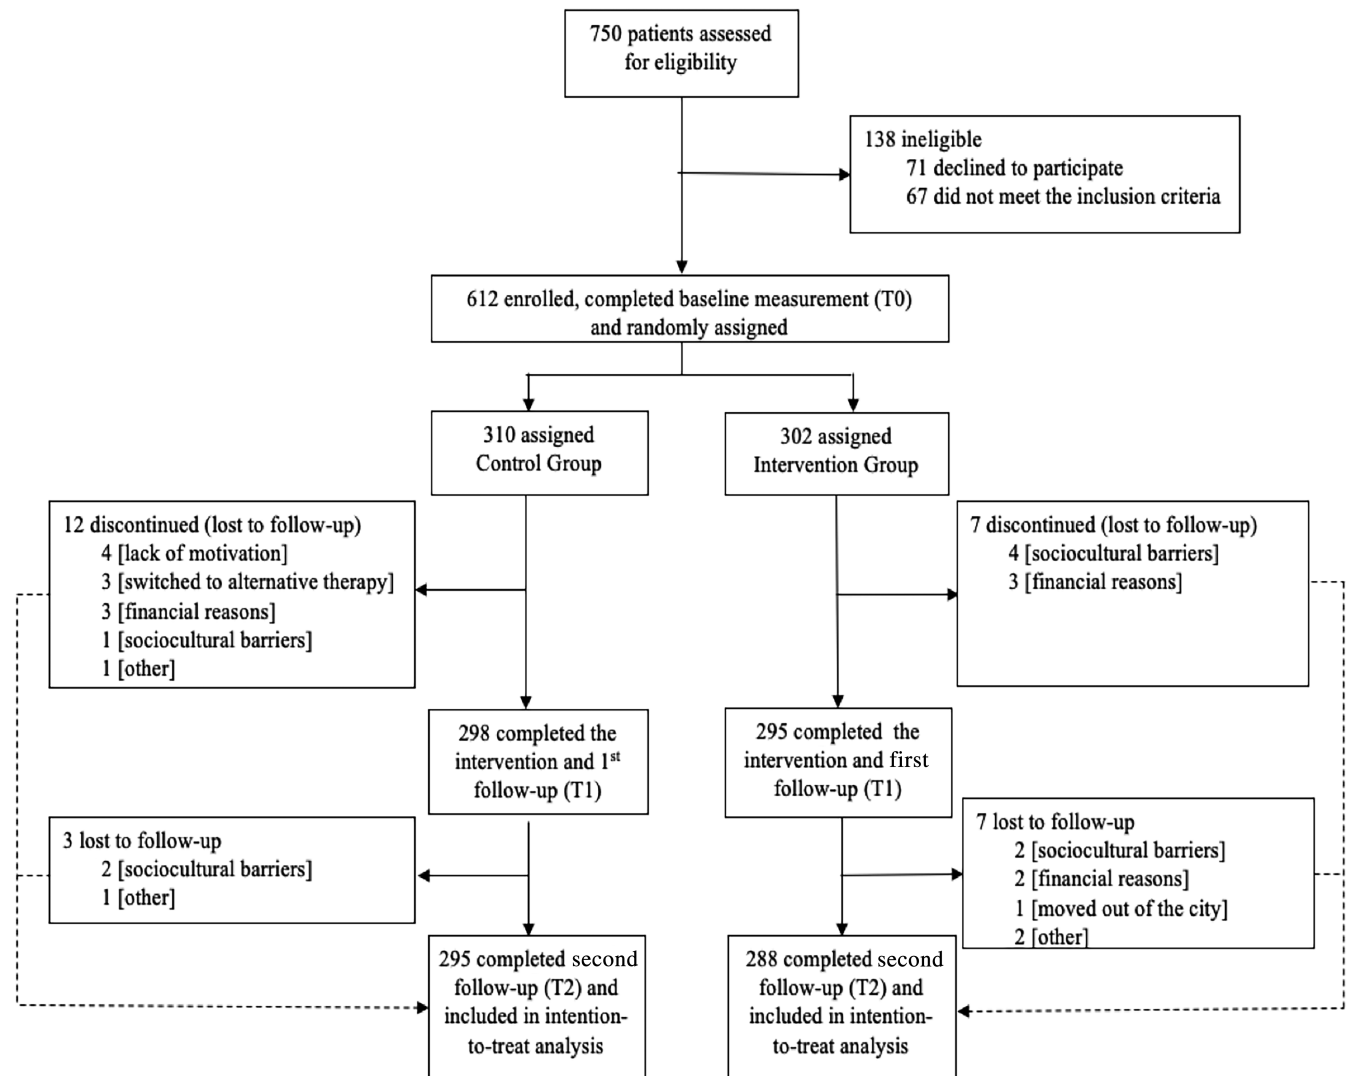 750 patients assessed
for eligibility
138 ineligible
71 declined to participate
67 did not meet the inclusion criteria
612 enrolled, completed baseline measurement (T0)
and randomly assigned
310 assigned
Control Group
302 assigned
Intervention Group
12 discontinued (lost to follow-up)
4 [lack of motivation]
3 [switched to alternative therapy]
3 [financial reasons]
1 [sociocultural barriers]
1 [other]
7 discontinued (lost to follow-up)
4 [sociocultural barriers]
3 [financial reasons]
298 completed the
intervention and 1st
follow-up (T1)
295 completed the
intervention and first
follow-up (T1)
3 lost to follow-up
2 [sociocultural barriers]
1 [other]
7 lost to follow-up
2 [sociocultural barriers]
2 [financial reasons]
1 [moved out of the city]
2 [other]
295 completed second
follow-up (T2) and
included in intention-
to-treat analysis
288 completed second
follow-up (T2) and
included in intention-
to-treat analysis